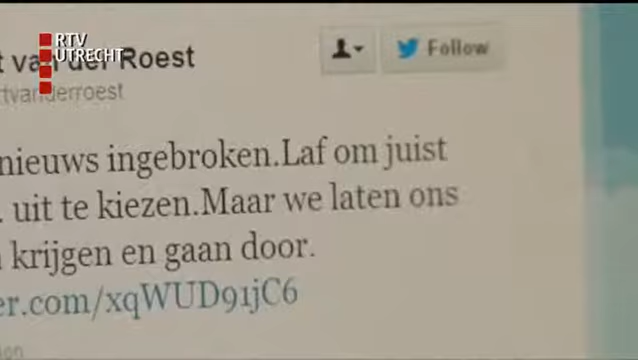 RTV
UTRECHT
van der Roest
rtvanderroest
Follow
nieuws ingebroken.Laf om juist
. uit te kiezen.Maar we laten ons
krijgen en gaan door.
er.com/xqWUD91jC6